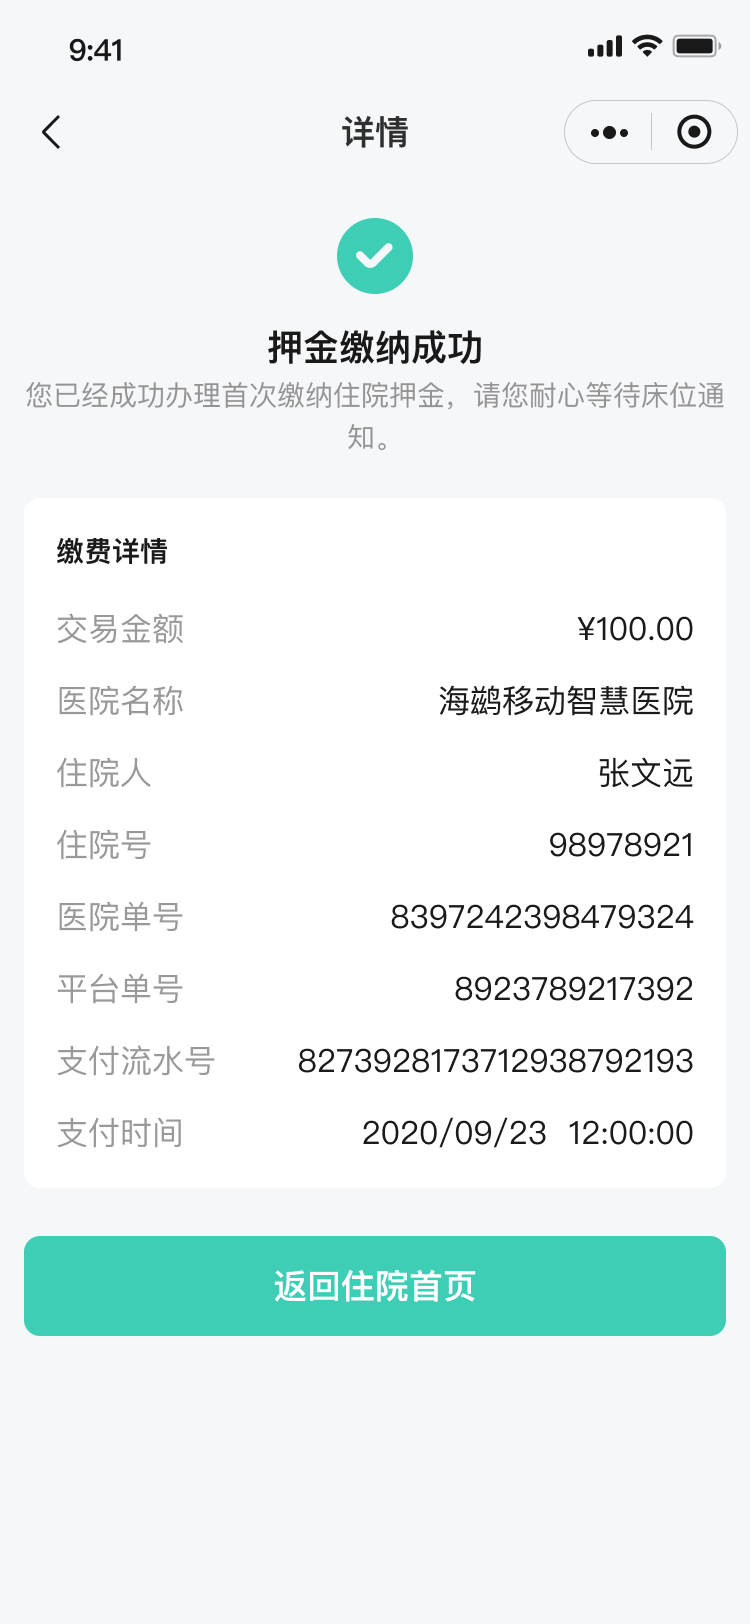 9:41
详情
押金缴纳成功
您已经成功办理首次缴纳住院押金，请您耐心等待床位通
知。
缴费详情
交易金额 ¥100.00
医院名称 海鹚移动智慧医院
住院人 张文远
住院号 98978921
医院单号 8397242398479324
平台单号 8923789217392
支付流水号 8273928173712938792193
支付时间 2020/09/23 12:00:00
返回住院首页